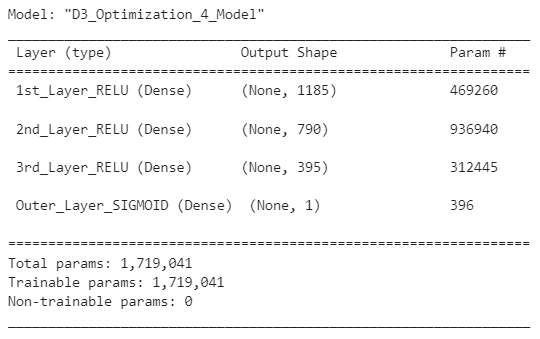 Model: "D3_Optimization_4_Model"
Layer (type) Output Shape Param #
1st_Layer_RELU (Dense) (None, 1185) 469260
2nd_Layer_RELU (Dense) (None, 790) 936940
3rd_Layer_RELU (Dense) (None, 395) 312445
Outer_Layer_SIGMOID (Dense) (None, 1) 396
Total params: 1,719,041
Trainable params: 1,719,041
Non-trainable params: 0